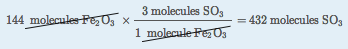 144 molecules Fe₂O₃ × 3 molecules SO₃ / 1 molecule Fe₂O₃ = 432 molecules SO₃